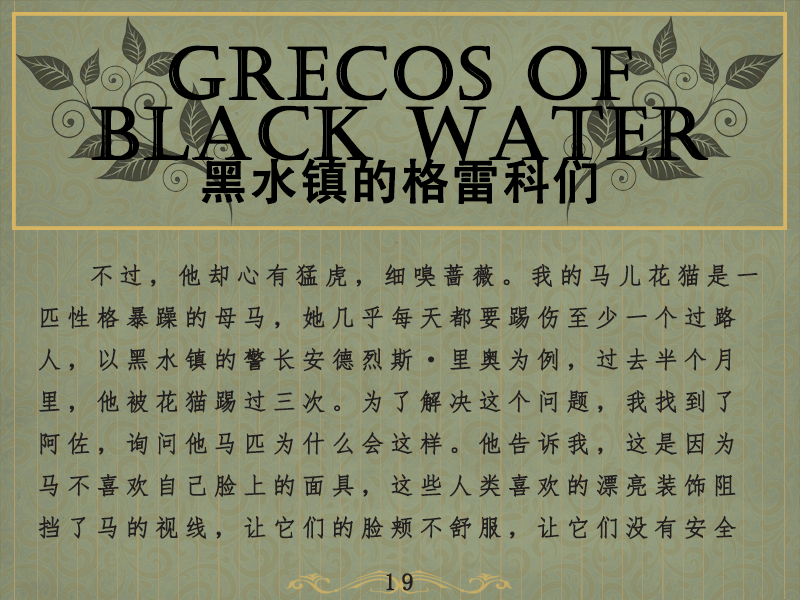 GRECOS OF
BLACK WATER
黑水镇的格雷科们
不过，他却心有猛虎，细嗅蔷薇。我的马儿花猫是一
匹性格暴躁的母马，她几乎每天都要踢伤至少一个过路
人，以黑水镇的警长安德烈斯·里奥为例，过去半个月
里，他被花猫踢过三次。为了解决这个问题，我找到了
阿佐，询问他马匹为什么会这样。他告诉我，这是因为
马不喜欢自己脸上的面具，这些人类喜欢的漂亮装饰阻
挡了马的视线，让它们的脸颊不舒服，让它们没有安全
19